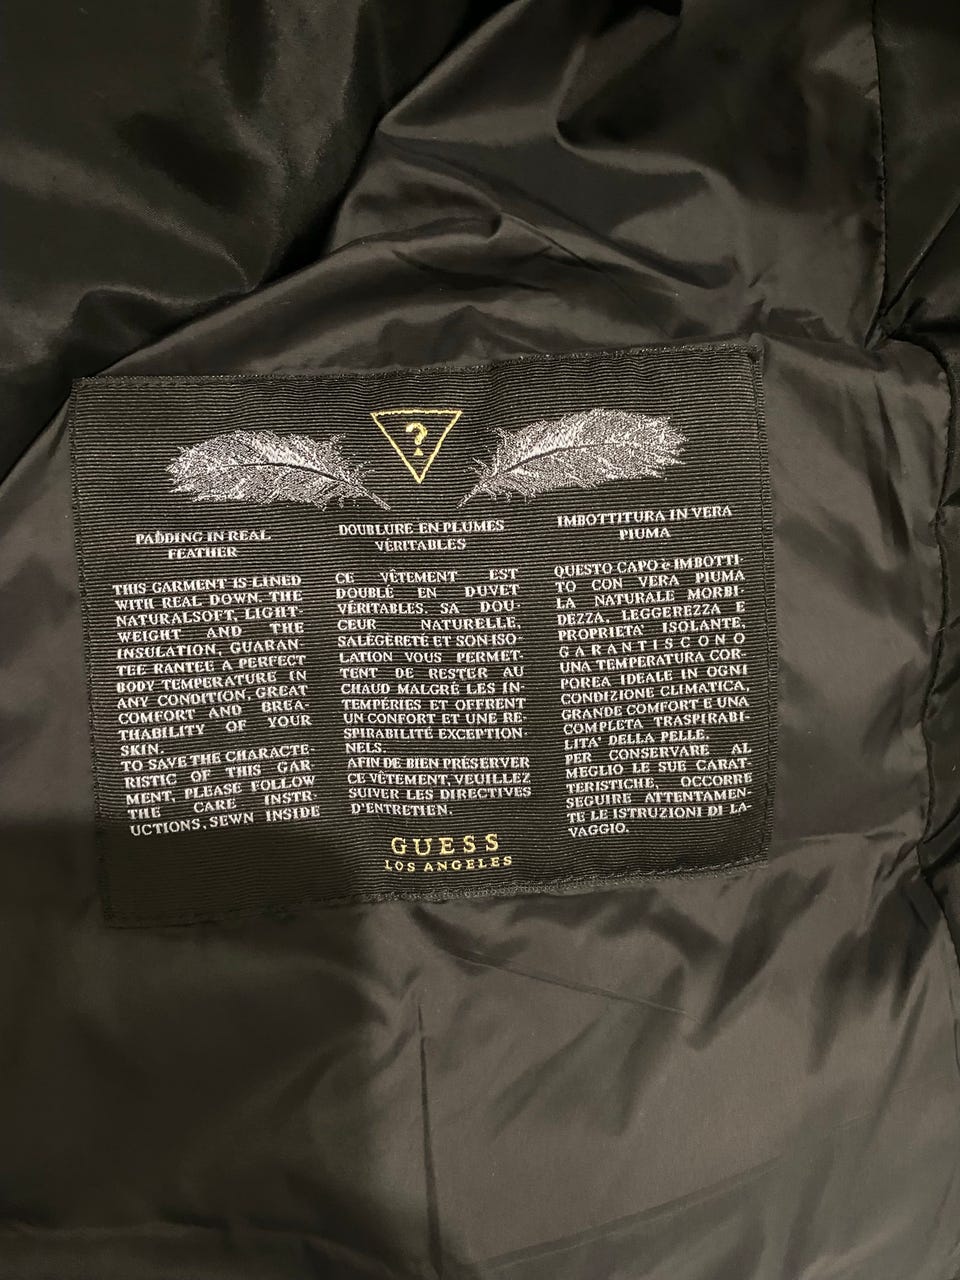 ?
PADDING IN REAL
FEATHER
THIS GARMENT IS LINED
WITH REAL DOWN. THE
NATURALSOFT, LIGHT-
WEIGHT AND THE
INSULATION, GUARAN
TEE RANTEE A PERFECT
BODY TEMPERATURE IN
ANY CONDITION, GREAT
COMFORT AND BREA-
THABILITY OF YOUR
SKIN.
TO SAVE THE CHARACTE-
RISTIC OF THIS GAR
MENT, PLEASE FOLLOW
THE CARE INSTR-
UCTIONS, SEWN INSIDE
DOUBLURE EN PLUMES
VÉRITABLES
CE VÊTEMENT EST
DOUBLÉ EN DUVET
VÉRITABLES. SA DOU-
CEUR NATURELLE,
SALÉGÈRETÉ ET SON ISO-
LATION VOUS PERMET-
TENT DE RESTER AU
CHAUD MALGRÉ LES IN-
TEMPÉRIES ET OFFRENT
UN CONFORT ET UNE RE-
SPIRABILITÉ EXCEPTION-
NELS.
AFIN DE BIEN PRÉSERVER
CE VÊTEMENT, VEUILLEZ
SUIVER LES DIRECTIVES
D'ENTRETIEN.
IMBOTTITURA IN VERA
PIUMA
QUESTO CAPO è IMBOTTI-
TO CON VERA PIUMA
LA NATURALE MORBI-
DEZZA, LEGGEREZZA E
PROPRIETA' ISOLANTE,
GARANTISCONO
UNA TEMPERATURA COR-
POREA IDEALE IN OGNI
CONDIZIONE CLIMATICA,
GRANDE COMFORT E UNA
COMPLETA TRASPIRABI-
LITA' DELLA PELLE.
PER CONSERVARE AL
MEGLIO LE SUE CARAT-
TERISTICHE, OCCORRE
SEGUIRE ATTENTAMEN-
TE LE ISTRUZIONI DI LA-
VAGGIO.
GUESS
LOS ANGELES